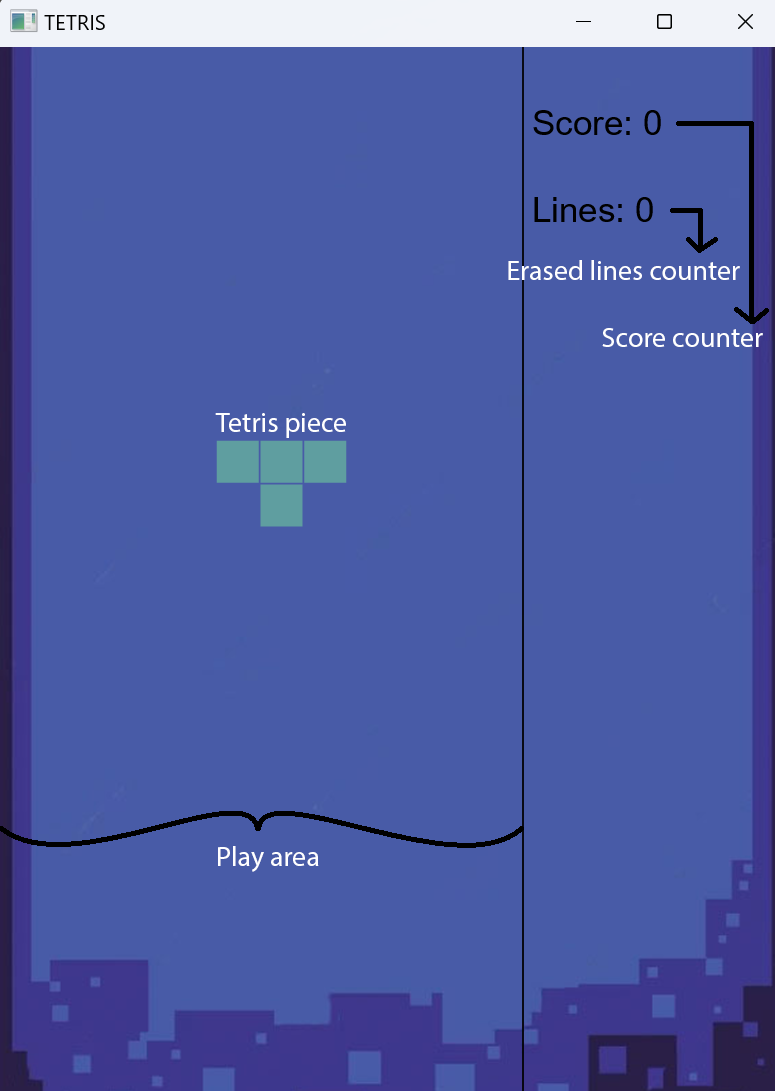 TETRIS
Score: 0
Lines: 0
Erased lines counter
Score counter
Tetris piece
Play area